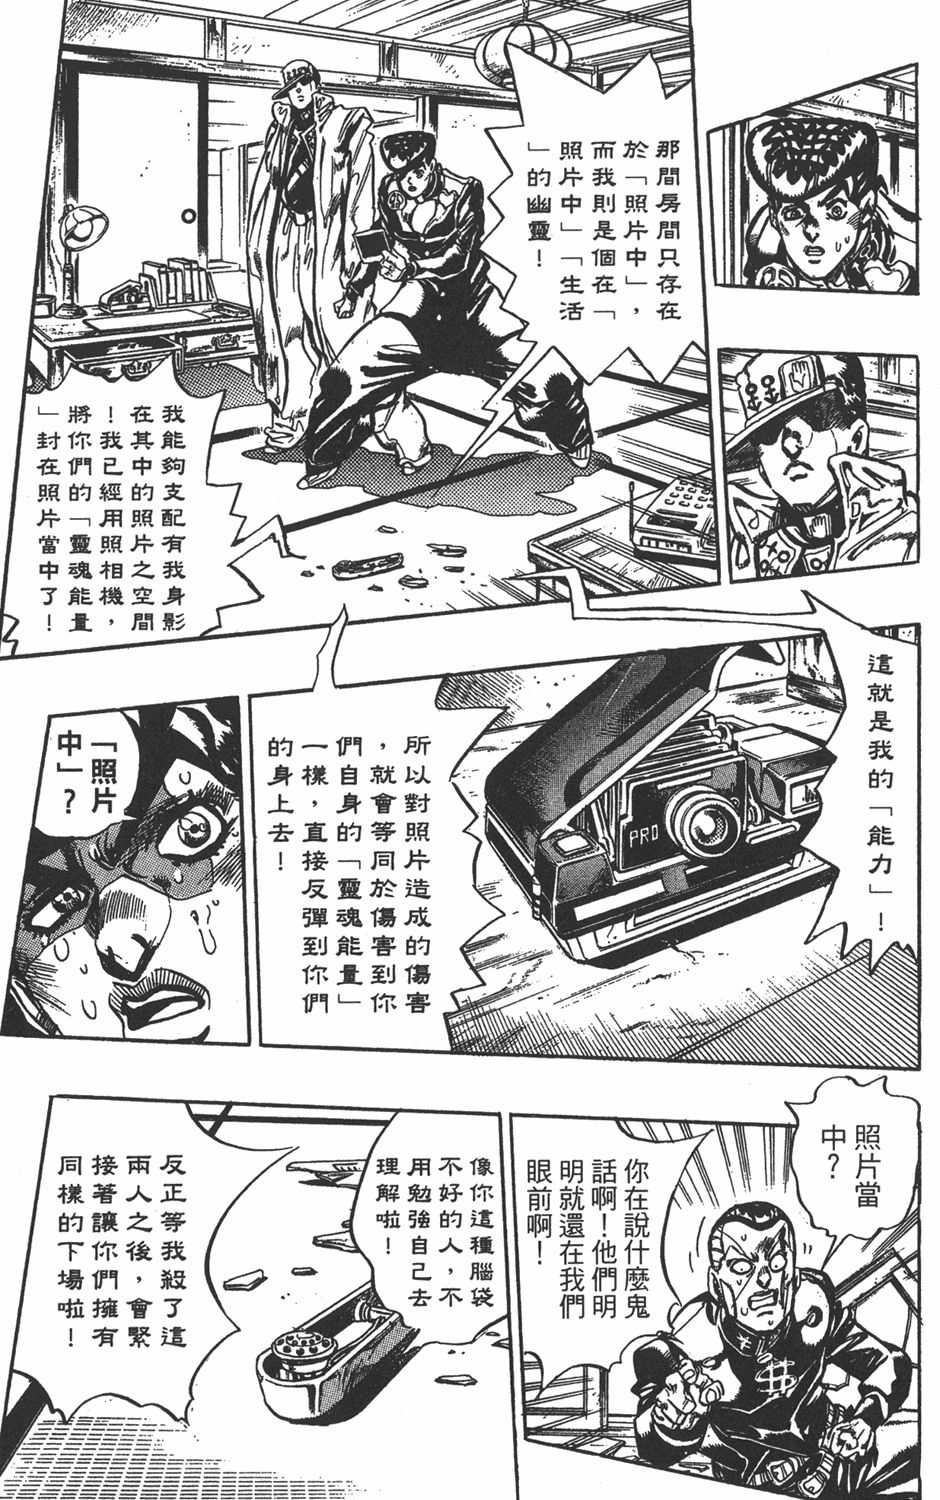 那間房間只存在
於「照片中」，
而我則是個在「
照片中」「生活
」的幽靈！
我能夠支配有我身影
在其中的照片之空間
！我已經用照相機，
將你們的「靈魂能量
」封在照片當中了！
這就是我的「能力」！
PRO
所以對照片造成的傷害
，就會等同於傷害到你
們自身的「靈魂能量」
一樣，直接反彈到你們
的身上去！
「照片
中」？
照片當
中？
你在說什麼鬼
話啊！他們明
明就還在我們
眼前啊！
像你這種腦袋
不好的人，不
用勉強自己去
理解啦！
反正等我殺了這
兩人之後，會緊
接著讓你們擁有
同樣的下場啦！